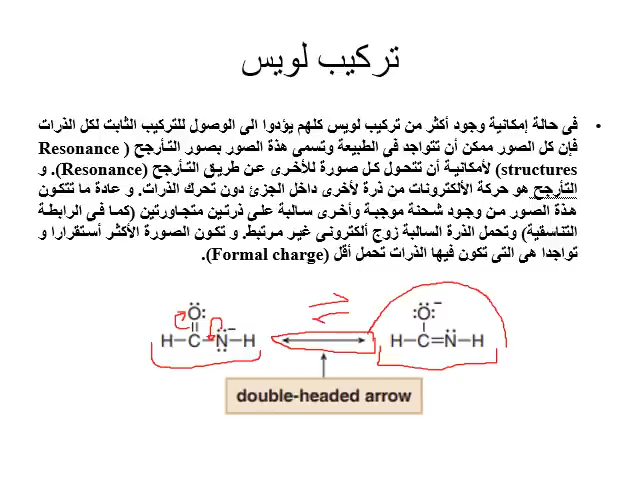 تركيب لويس
• فى حالة إمكانية وجود أكثر من تركيب لويس كلهم يؤدوا الى الوصول للتركيب الثابت لكل الذرات
فإن كل الصور ممكن أن تتواجد فى الطبيعة وتسمى هذة الصور بصور التأرجح ( Resonance
structures) لأمكانية أن تتحول كل صورة للأخرى عن طريق التأرجح (Resonance). و
التأرجح هو حركة الألكترونات من ذرة لأخرى داخل الجزئ دون تحرك الذرات. و عادة ما تتكون
هذة الصور من وجود شحنة موجبة وأخرى سالبة على ذرتين متجاورتين (كما فى الرابطة
التناسقية) وتحمل الذرة السالبة زوج ألكترونى غير مرتبط. و تكون الصورة الأكثر أستقرارا و
تواجدا هى التى تكون فيها الذرات تحمل أقل (Formal charge).
:O: :O:−
H–C–N̈−–H H–C=N̈–H
double-headed arrow